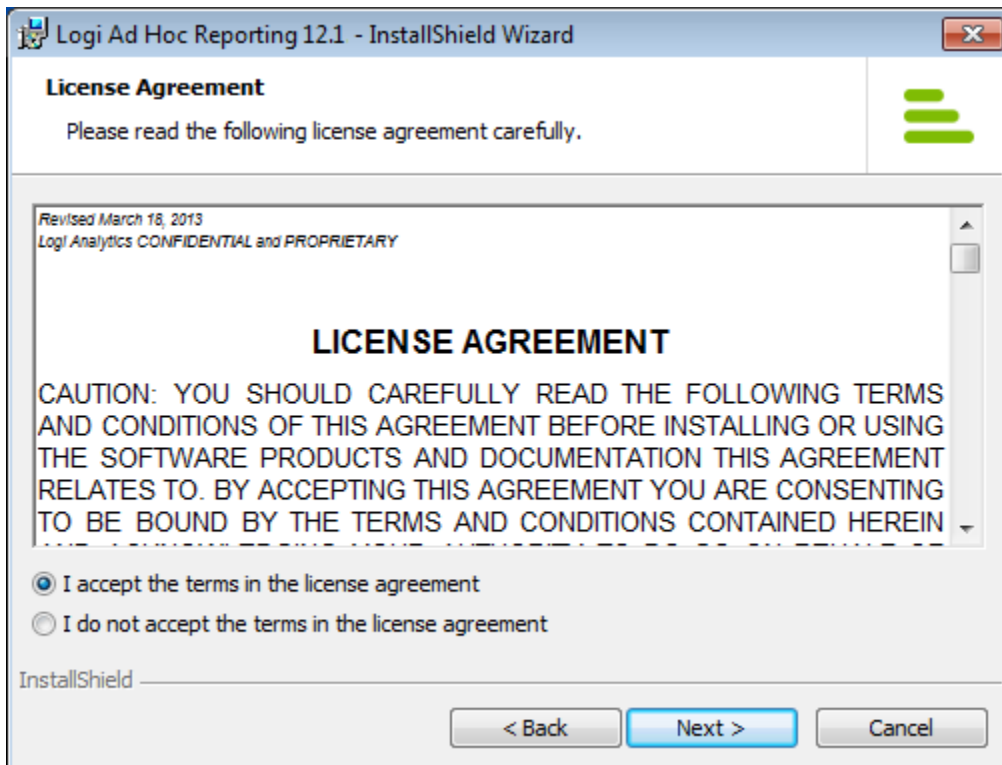 Logi Ad Hoc Reporting 12.1 - InstallShield Wizard
License Agreement
Please read the following license agreement carefully.
Revised March 18, 2013
Logi Analytics CONFIDENTIAL and PROPRIETARY
LICENSE AGREEMENT
CAUTION: YOU SHOULD CAREFULLY READ THE FOLLOWING TERMS
AND CONDITIONS OF THIS AGREEMENT BEFORE INSTALLING OR USING
THE SOFTWARE PRODUCTS AND DOCUMENTATION THIS AGREEMENT
RELATES TO. BY ACCEPTING THIS AGREEMENT YOU ARE CONSENTING
TO BE BOUND BY THE TERMS AND CONDITIONS CONTAINED HEREIN
I accept the terms in the license agreement
I do not accept the terms in the license agreement
InstallShield
< Back
Next >
Cancel